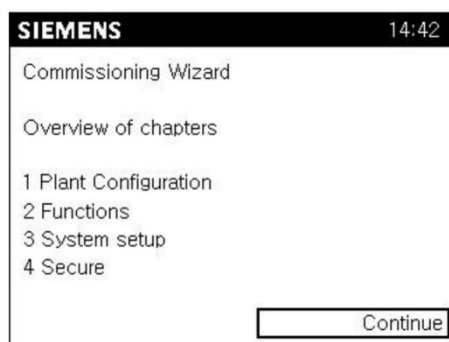 SIEMENS 14:42
Commissioning Wizard
Overview of chapters
1 Plant Configuration
2 Functions
3 System setup
4 Secure
Continue